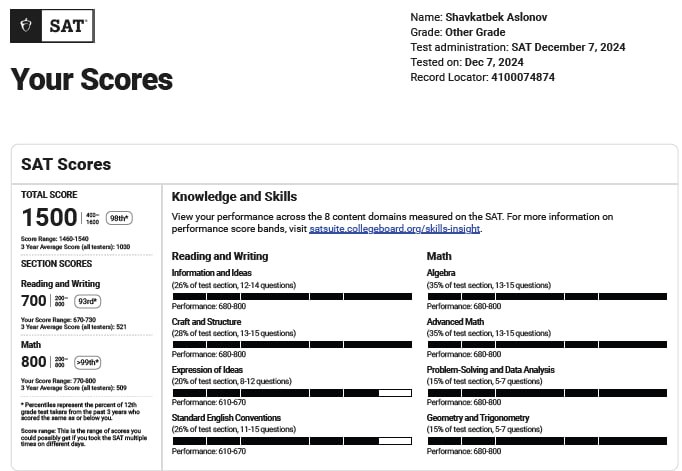 SAT®
Your Scores
Name: Shavkatbek Aslonov
Grade: Other Grade
Test administration: SAT December 7, 2024
Tested on: Dec 7, 2024
Record Locator: 4100074874
SAT Scores
TOTAL SCORE
1500 | 400–1600 98th*
Score Range: 1460-1540
3 Year Average Score (all testers): 1030
SECTION SCORES
Reading and Writing
700 | 200–800 93rd*
Your Score Range: 670-730
3 Year Average Score (all testers): 521
Math
800 | 200–800 >99th*
Your Score Range: 770-800
3 Year Average Score (all testers): 509
* Percentiles represent the percent of 12th
grade test takers from the past 3 years who
scored the same as or below you.
Score range: This is the range of scores you
could possibly get if you took the SAT multiple
times on different days.
Knowledge and Skills
View your performance across the 8 content domains measured on the SAT. For more information on
performance score bands, visit satsuite.collegeboard.org/skills-insight.
Reading and Writing
Information and Ideas
(26% of test section, 12-14 questions)
Performance: 680-800
Craft and Structure
(28% of test section, 13-15 questions)
Performance: 680-800
Expression of Ideas
(20% of test section, 8-12 questions)
Performance: 610-670
Standard English Conventions
(26% of test section, 11-15 questions)
Performance: 610-670
Math
Algebra
(35% of test section, 13-15 questions)
Performance: 680-800
Advanced Math
(35% of test section, 13-15 questions)
Performance: 680-800
Problem-Solving and Data Analysis
(15% of test section, 5-7 questions)
Performance: 680-800
Geometry and Trigonometry
(15% of test section, 5-7 questions)
Performance: 680-800